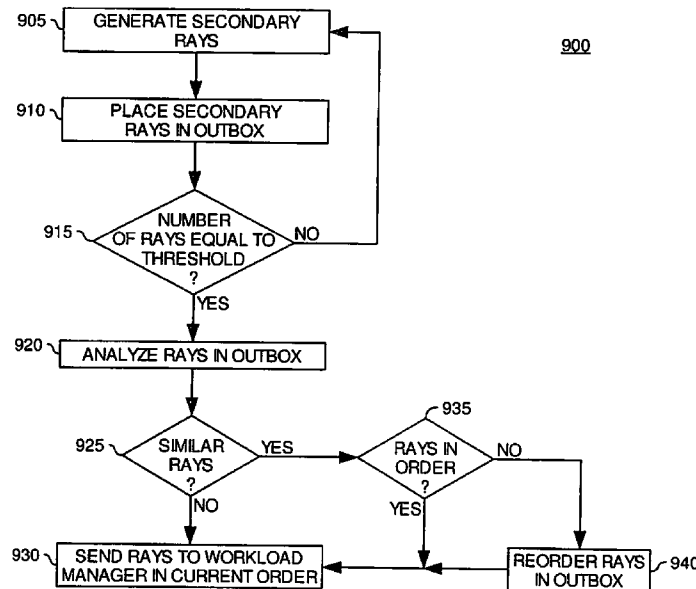 905
GENERATE SECONDARY
RAYS
900
910
PLACE SECONDARY
RAYS IN OUTBOX
915
NUMBER
OF RAYS EQUAL TO
THRESHOLD
?
NO
YES
920
ANALYZE RAYS IN OUTBOX
925
SIMILAR
RAYS
?
YES
NO
935
RAYS IN
ORDER
?
NO
YES
930
SEND RAYS TO WORKLOAD
MANAGER IN CURRENT ORDER
REORDER RAYS
IN OUTBOX
940